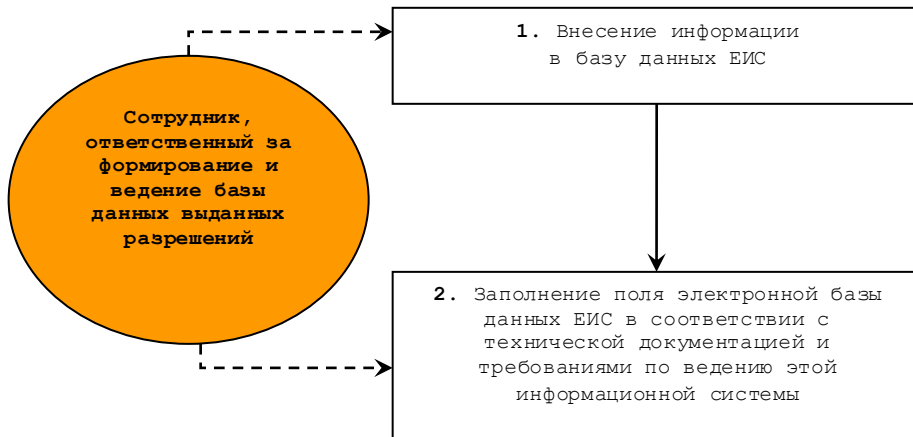 1. Внесение информации
в базу данных ЕИС
Сотрудник,
ответственный за
формирование и
ведение базы
данных выданных
разрешений
2. Заполнение поля электронной базы
данных ЕИС в соответствии с
технической документацией и
требованиями по ведению этой
информационной системы